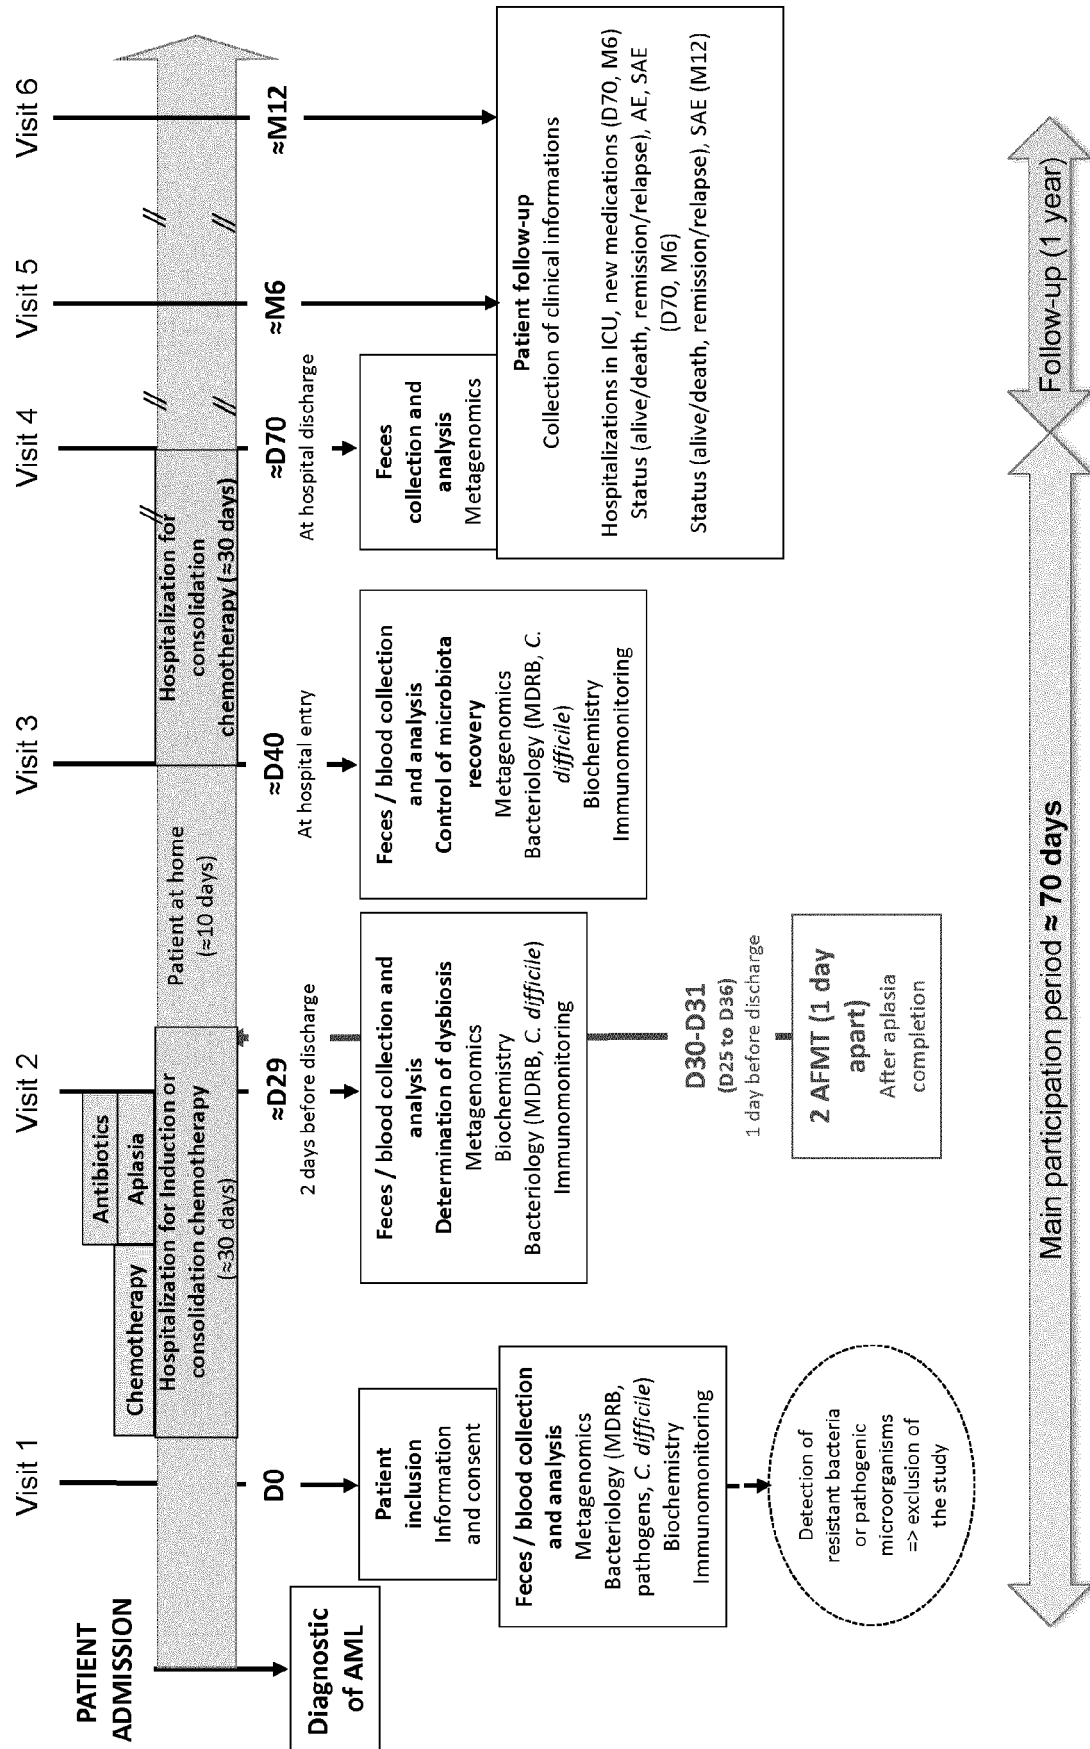 Visit 1
Visit 2
Visit 3
Visit 4
Visit 5
Visit 6
PATIENT
ADMISSION
Chemotherapy
Antibiotics
Aplasia
Hospitalization for Induction or
consolidation chemotherapy
(≈30 days)
Patient at home
(≈10 days)
Hospitalization for
consolidation
chemotherapy (≈30 days)
Diagnostic
of AML
D0
Patient
inclusion
Information
and consent
Feces / blood collection
and analysis
Metagenomics
Bacteriology (MDRB,
pathogens, C. difficile)
Biochemistry
Immunomonitoring
Detection of
resistant bacteria
or pathogenic
microorganisms
=> exclusion of
the study
≈D29
2 days before discharge
Feces / blood collection and
analysis
Determination of dysbiosis
Metagenomics
Biochemistry
Bacteriology (MDRB, C. difficile)
Immunomonitoring
D30-D31
(D25 to D36)
1 day before discharge
2 AFMT (1 day
apart)
After aplasia
completion
≈D40
At hospital entry
Feces / blood collection
and analysis
Control of microbiota
recovery
Metagenomics
Bacteriology (MDRB, C.
difficile)
Biochemistry
Immunomonitoring
≈D70
At hospital discharge
Feces
collection and
analysis
Metagenomics
≈M6
≈M12
Patient follow-up
Collection of clinical informations
Hospitalizations in ICU, new medications (D70, M6)
Status (alive/death, remission/relapse), AE, SAE
(D70, M6)
Status (alive/death, remission/relapse), SAE (M12)
Main participation period ≈ 70 days
Follow-up (1 year)